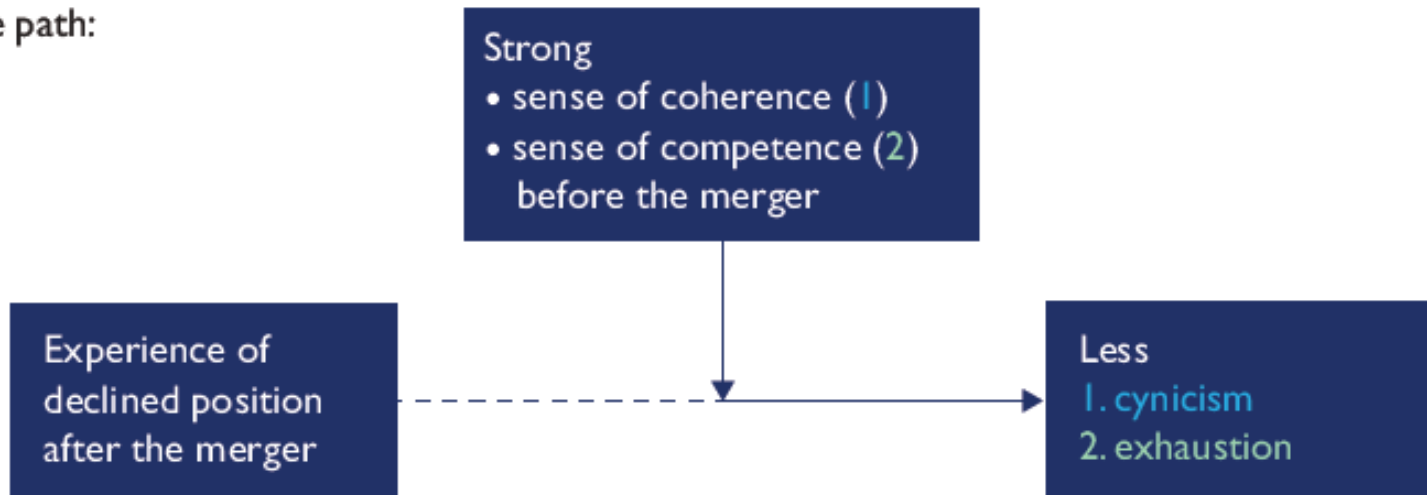 path:
Strong
• sense of coherence (1)
• sense of competence (2)
before the merger
Experience of
declined position
after the merger
Less
1. cynicism
2. exhaustion